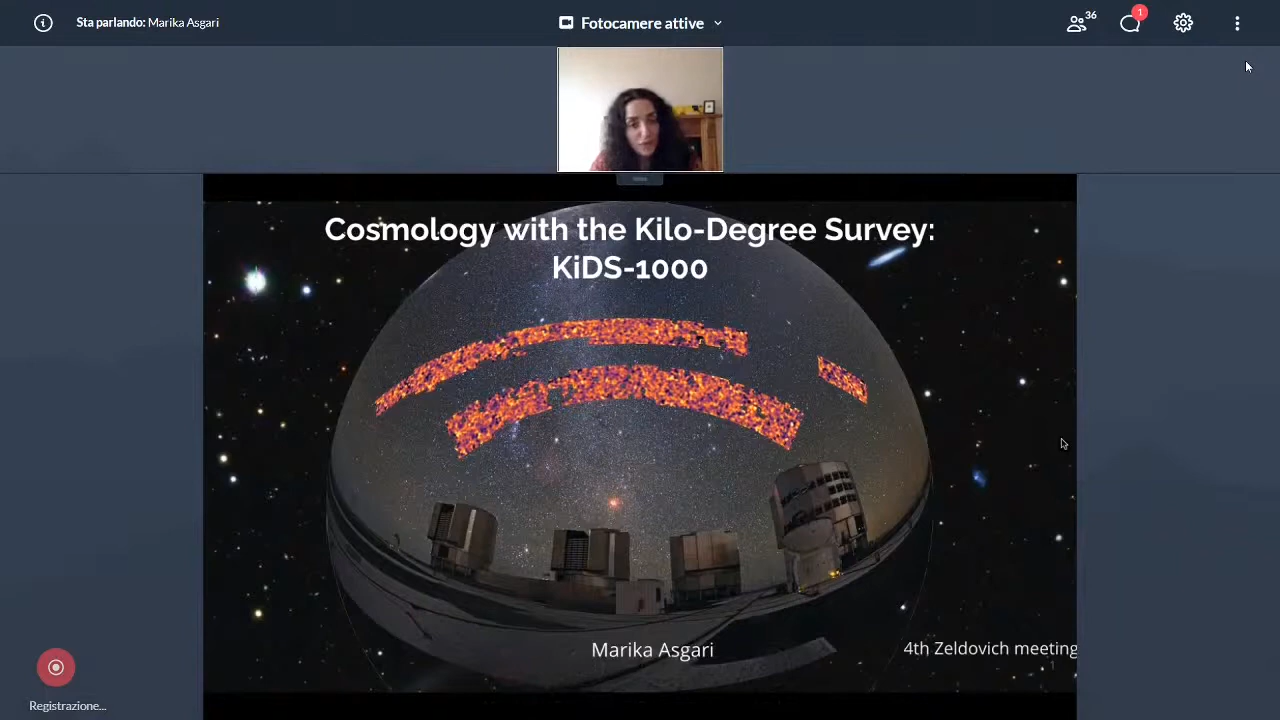 Sta parlando: Marika Asgari
Fotocamere attive
36
1
Cosmology with the Kilo-Degree Survey:
KiDS-1000
Marika Asgari
4th Zeldovich meeting
Registrazione...